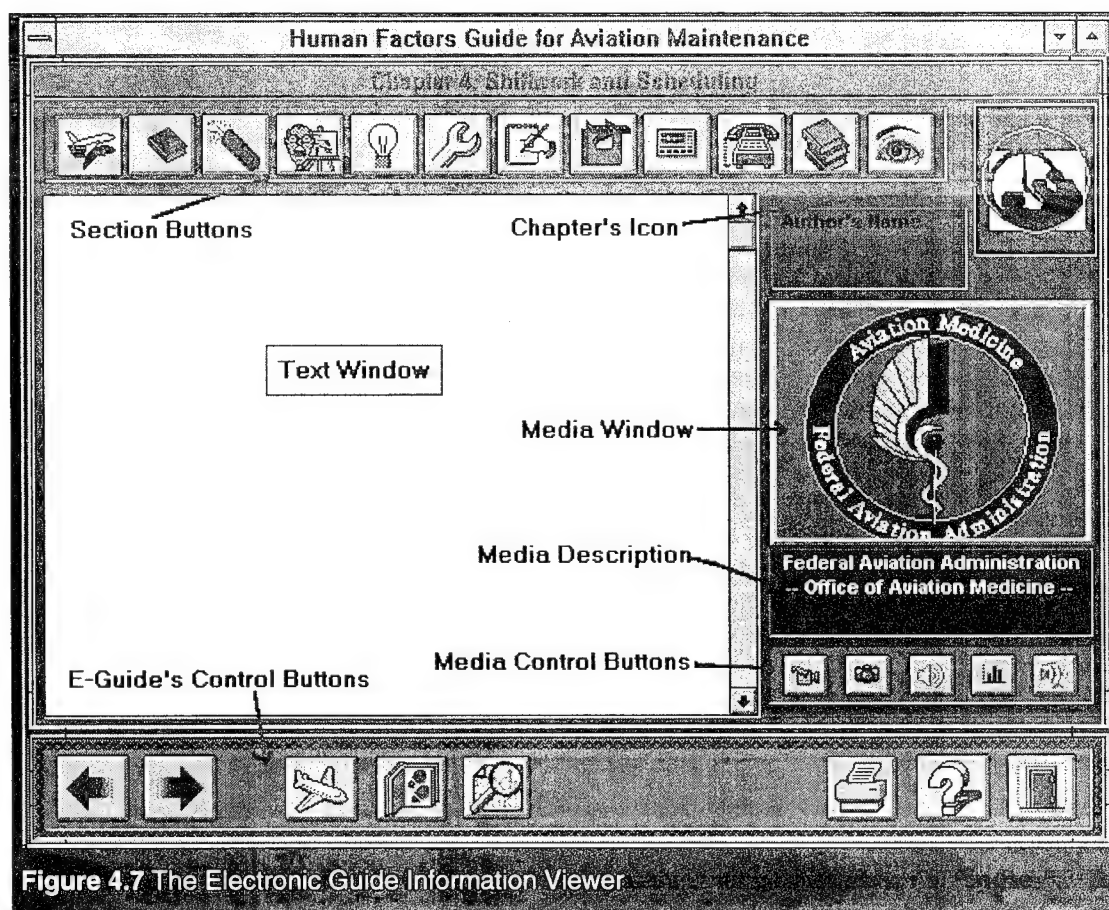 Human Factors Guide for Aviation Maintenance
Chapter 4. Shiftwork and Scheduling
Section Buttons
Chapter's Icon
Author's Name
Text Window
Aviation Medicine
Media Window
Federal Aviation Administration
Media Description
Federal Aviation Administration
-- Office of Aviation Medicine --
Media Control Buttons
E-Guide's Control Buttons
Figure 4.7 The Electronic Guide Information Viewer